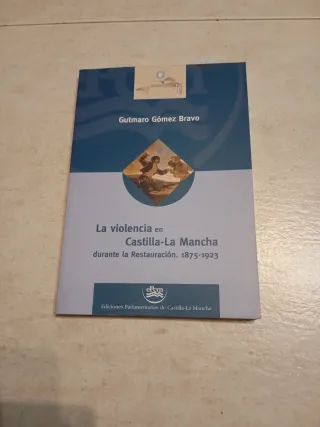 Gutmaro Gómez Bravo
La violencia en
Castilla-La Mancha
durante la Restauración. 1875-1923
Ediciones Parlamentarias de Castilla-La Mancha